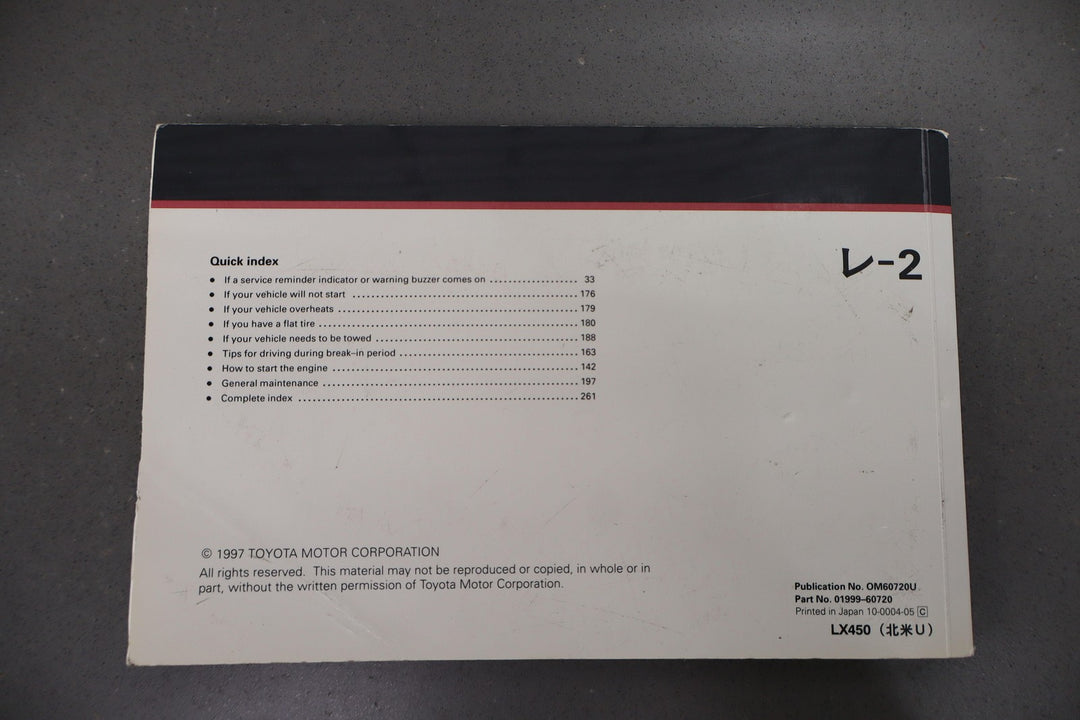 レ-2
Quick index
• If a service reminder indicator or warning buzzer comes on .................. 33
• If your vehicle will not start .................................................. 176
• If your vehicle overheats ..................................................... 179
• If you have a flat tire ......................................................... 180
• If your vehicle needs to be towed ............................................ 188
• Tips for driving during break–in period ...................................... 163
• How to start the engine ....................................................... 142
• General maintenance ......................................................... 197
• Complete index ................................................................ 261
© 1997 TOYOTA MOTOR CORPORATION
All rights reserved. This material may not be reproduced or copied, in whole or in
part, without the written permission of Toyota Motor Corporation.
Publication No. OM60720U
Part No. 01999–60720
Printed in Japan 10-0004-05 C
LX450 (北米U)